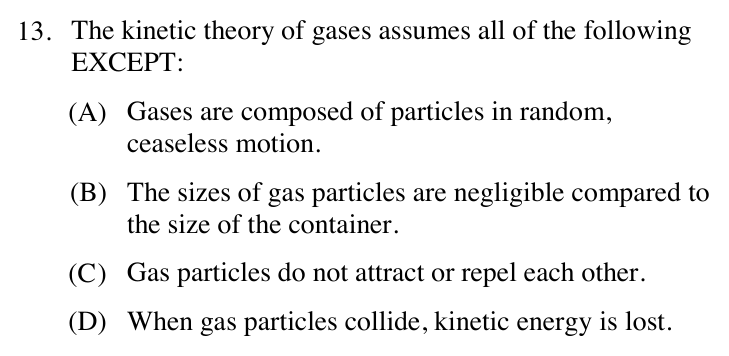 13. The kinetic theory of gases assumes all of the following
EXCEPT:
(A) Gases are composed of particles in random,
ceaseless motion.
(B) The sizes of gas particles are negligible compared to
the size of the container.
(C) Gas particles do not attract or repel each other.
(D) When gas particles collide, kinetic energy is lost.